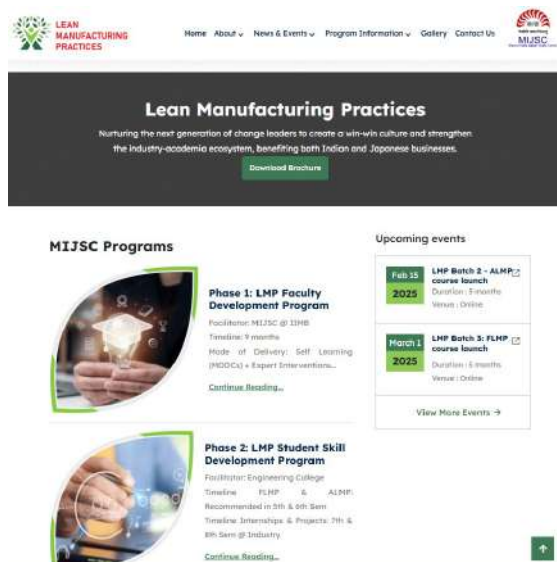 LEAN
MANUFACTURING
PRACTICES
Home About News & Events Program Information Gallery Contact Us
MIJSC
Lean Manufacturing Practices
Nurturing the next generation of change leaders to create a win-win culture and strengthen
the industry-academia ecosystem, benefiting both Indian and Japanese businesses.
Download Brochure
MIJSC Programs
Phase 1: LMP Faculty
Development Program
Facilitator: MIJSC @ IIMB
Timeline: 9 months
Mode of Delivery: Self Learning
(MOOCs) + Expert Interventions...
Continue Reading...
Phase 2: LMP Student Skill
Development Program
Facilitator: Engineering College
Timeline FLMP & ALMP:
Recommended in 5th & 6th Sem
Timeline Internships & Projects: 7th &
8th Sem @ Industry
Continue Reading...
Upcoming events
Feb 15
2025
LMP Batch 2 - ALMP
course launch
Duration : 3 months
Venue : Online
March 1
2025
LMP Batch 3: FLMP
course launch
Duration : 6 months
Venue : Online
View More Events →